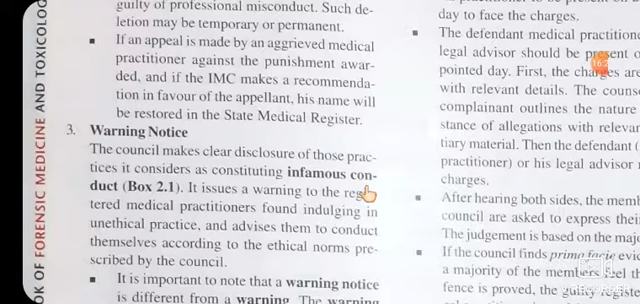 OK OF FORENSIC MEDICINE AND TOXICOLOG
guilty of professional misconduct. Such de-
letion may be temporary or permanent.
▪ If an appeal is made by an aggrieved medical
practitioner against the punishment awar-
ded, and if the IMC makes a recommenda-
tion in favour of the appellant, his name will
be restored in the State Medical Register.
3. Warning Notice
The council makes clear disclosure of those prac-
tices it considers as constituting infamous con-
duct (Box 2.1). It issues a warning to the regis-
tered medical practitioners found indulging in
unethical practice, and advises them to conduct
themselves according to the ethical norms pre-
scribed by the council.
▪ It is important to note that a warning notice
is different from a warning. The warning
day to face the charges.
▪ The defendant medical practitione
legal advisor should be present o
pointed day. First, the charges are
with relevant details. The couns
complainant outlines the nature
stance of allegations with relevan
tiary material. Then the defendant (
practitioner) or his legal advisor
charges.
▪ After hearing both sides, the memb
council are asked to express thei
The judgement is based on the majo
▪ If the council finds prima facie evi
a majority of the members feel th
fence is proved, the guilty regi